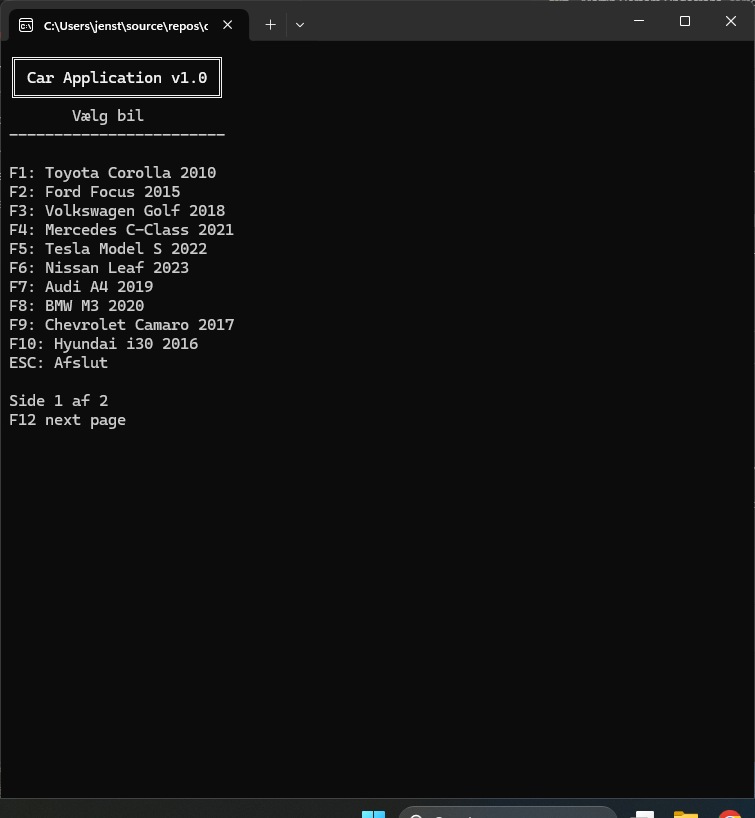 C:\Users\jenst\source\repos\c
Car Application v1.0
Vælg bil
------------------------
F1: Toyota Corolla 2010
F2: Ford Focus 2015
F3: Volkswagen Golf 2018
F4: Mercedes C-Class 2021
F5: Tesla Model S 2022
F6: Nissan Leaf 2023
F7: Audi A4 2019
F8: BMW M3 2020
F9: Chevrolet Camaro 2017
F10: Hyundai i30 2016
ESC: Afslut
Side 1 af 2
F12 next page